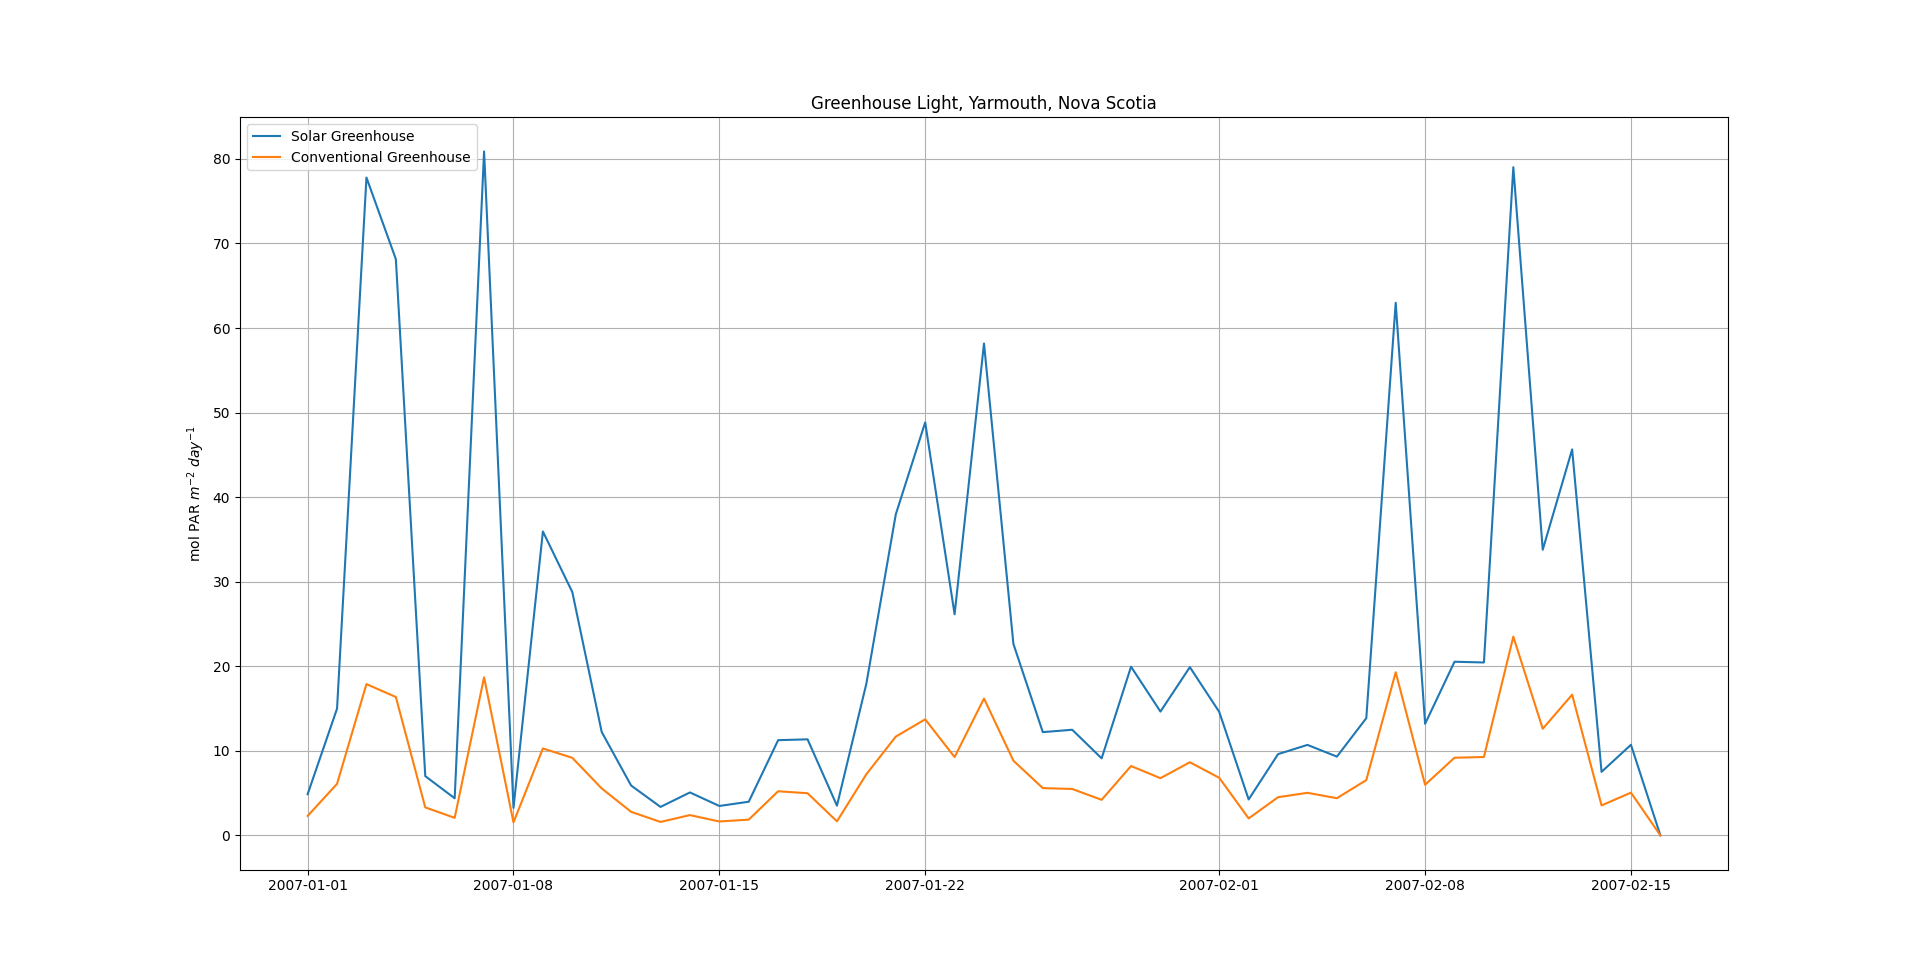 Greenhouse Light, Yarmouth, Nova Scotia
Solar Greenhouse
Conventional Greenhouse
mol PAR m⁻² day⁻¹
80
70
60
50
40
30
20
10
0
2007-01-01 2007-01-08 2007-01-15 2007-01-22 2007-02-01 2007-02-08 2007-02-15